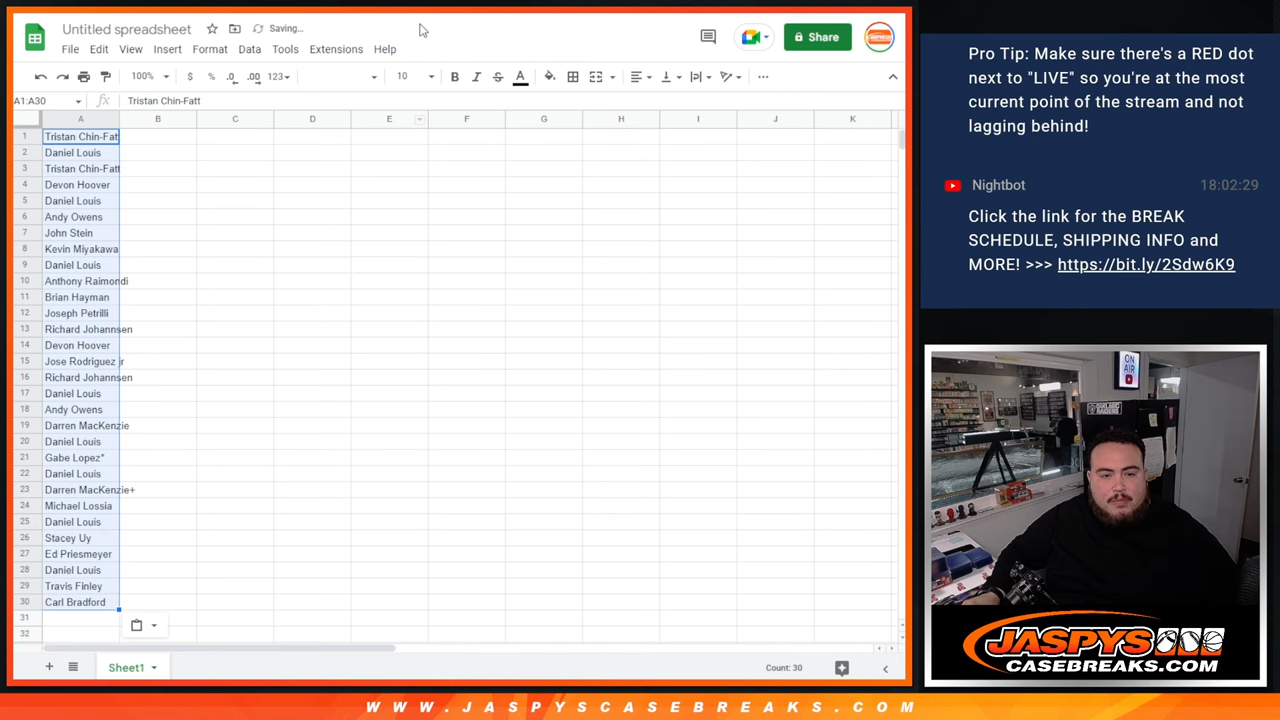 Untitled spreadsheet
Saving...
File Edit View Insert Format Data Tools Extensions Help
Share
100%
$ % .0 .00 123
10
B I S A
A1:A30
fx Tristan Chin-Fatt
A B C D E F G H I J K
1 Tristan Chin-Fatt
2 Daniel Louis
3 Tristan Chin-Fatt
4 Devon Hoover
5 Daniel Louis
6 Andy Owens
7 John Stein
8 Kevin Miyakawa
9 Daniel Louis
10 Anthony Raimondi
11 Brian Hayman
12 Joseph Petrilli
13 Richard Johannsen
14 Devon Hoover
15 Jose Rodriguez jr
16 Richard Johannsen
17 Daniel Louis
18 Andy Owens
19 Darren MacKenzie
20 Daniel Louis
21 Gabe Lopez*
22 Daniel Louis
23 Darren MacKenzie+
24 Michael Lossia
25 Daniel Louis
26 Stacey Uy
27 Ed Priesmeyer
28 Daniel Louis
29 Travis Finley
30 Carl Bradford
31
32
Sheet1
Count: 30
Pro Tip: Make sure there's a RED dot
next to "LIVE" so you're at the most
current point of the stream and not
lagging behind!
Nightbot 18:02:29
Click the link for the BREAK
SCHEDULE, SHIPPING INFO and
MORE! >>> https://bit.ly/2Sdw6K9
ON
AIR
RAIDERS
JASPYS
CASEBREAKS.COM
WWW.JASPYSCASEBREAKS.COM